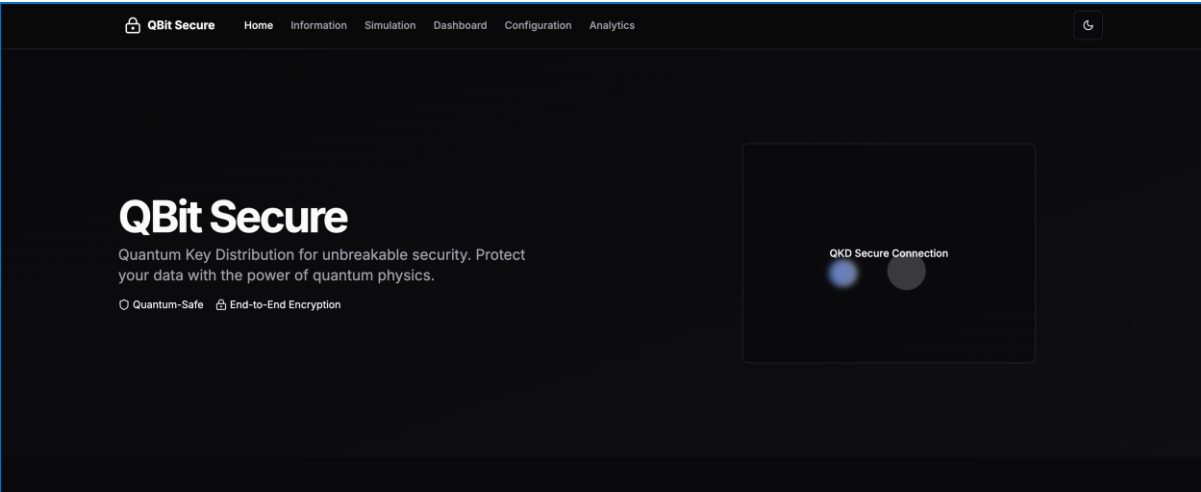 QBit Secure Home Information Simulation Dashboard Configuration Analytics
QBit Secure
Quantum Key Distribution for unbreakable security. Protect
your data with the power of quantum physics.
Quantum-Safe End-to-End Encryption
QKD Secure Connection